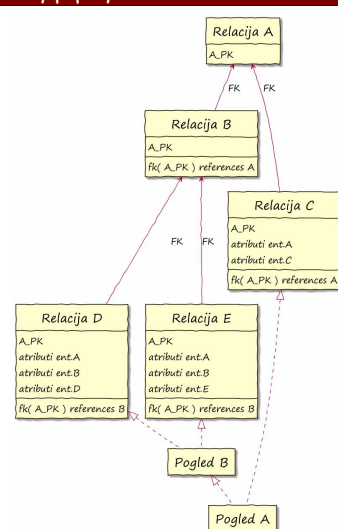 Relacija A
A_PK
FK
FK
Relacija B
A_PK
fk( A_PK ) references A
Relacija C
A_PK
atributi ent.A
atributi ent.C
fk( A_PK ) references A
FK
FK
Relacija D
A_PK
atributi ent.A
atributi ent.B
atributi ent.D
fk( A_PK ) references B
Relacija E
A_PK
atributi ent.A
atributi ent.B
atributi ent.E
fk( A_PK ) references B
Pogled B
Pogled A